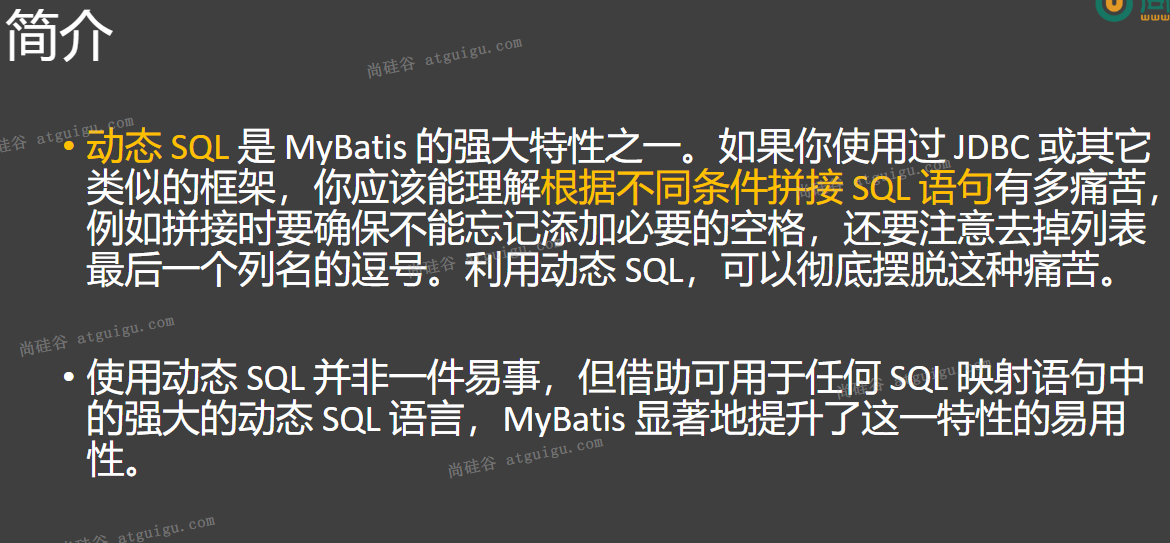 简介
尚硅谷 atguigu.com
硅谷 atguigu.com
• 动态 SQL 是 MyBatis 的强大特性之一。如果你使用过 JDBC 或其它
类似的框架，你应该能理解根据不同条件拼接 SQL 语句有多痛苦，
例如拼接时要确保不能忘记添加必要的空格，还要注意去掉列表
最后一个列名的逗号。利用动态 SQL，可以彻底摆脱这种痛苦。
尚硅谷 atguigu.com
• 使用动态 SQL 并非一件易事，但借助可用于任何 SQL 映射语句中
的强大的动态 SQL 语言，MyBatis 显著地提升了这一特性的易用
性。
尚硅谷 atguigu.com
尚硅谷 atguigu.com